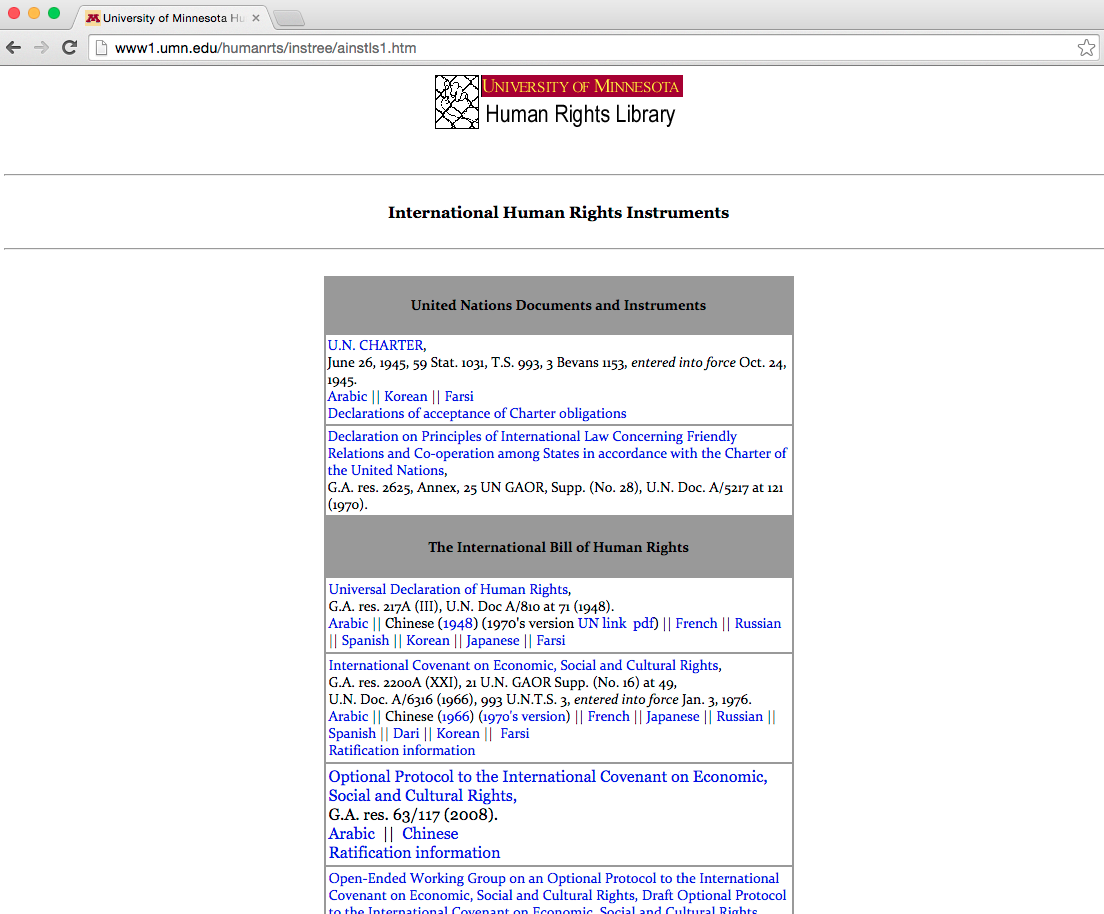 University of Minnesota Hu
www1.umn.edu/humanrts/instree/ainstls1.htm
UNIVERSITY OF MINNESOTA
Human Rights Library
International Human Rights Instruments
United Nations Documents and Instruments
U.N. CHARTER,
June 26, 1945, 59 Stat. 1031, T.S. 993, 3 Bevans 1153, entered into force Oct. 24,
1945.
Arabic || Korean || Farsi
Declarations of acceptance of Charter obligations
Declaration on Principles of International Law Concerning Friendly
Relations and Co-operation among States in accordance with the Charter of
the United Nations,
G.A. res. 2625, Annex, 25 UN GAOR, Supp. (No. 28), U.N. Doc. A/5217 at 121
(1970).
The International Bill of Human Rights
Universal Declaration of Human Rights,
G.A. res. 217A (III), U.N. Doc A/810 at 71 (1948).
Arabic || Chinese (1948) (1970's version UN link pdf) || French || Russian
|| Spanish || Korean || Japanese || Farsi
International Covenant on Economic, Social and Cultural Rights,
G.A. res. 2200A (XXI), 21 U.N. GAOR Supp. (No. 16) at 49,
U.N. Doc. A/6316 (1966), 993 U.N.T.S. 3, entered into force Jan. 3, 1976.
Arabic || Chinese (1966) (1970's version) || French || Japanese || Russian ||
Spanish || Dari || Korean || Farsi
Ratification information
Optional Protocol to the International Covenant on Economic,
Social and Cultural Rights,
G.A. res. 63/117 (2008).
Arabic || Chinese
Ratification information
Open-Ended Working Group on an Optional Protocol to the International
Covenant on Economic, Social and Cultural Rights, Draft Optional Protocol
to the International Covenant on Economic, Social and Cultural Rights